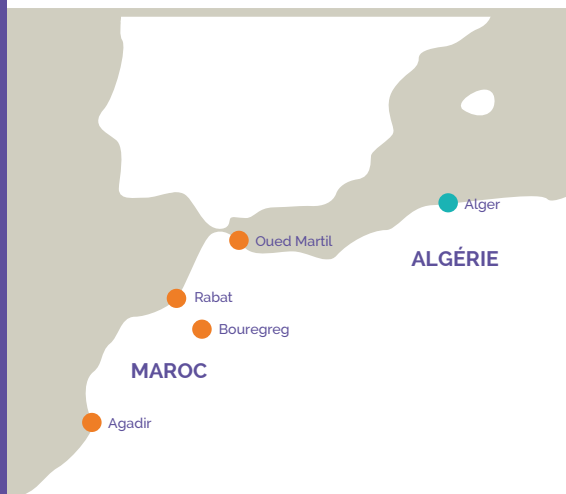 Alger
Oued Martil
ALGÉRIE
Rabat
Bouregreg
MAROC
Agadir